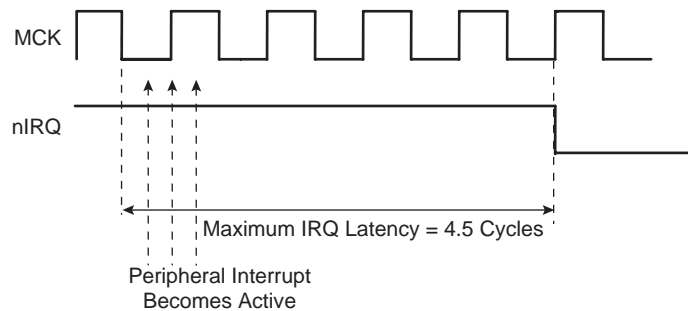 MCK
nIRQ
Maximum IRQ Latency = 4.5 Cycles
Peripheral Interrupt
Becomes Active